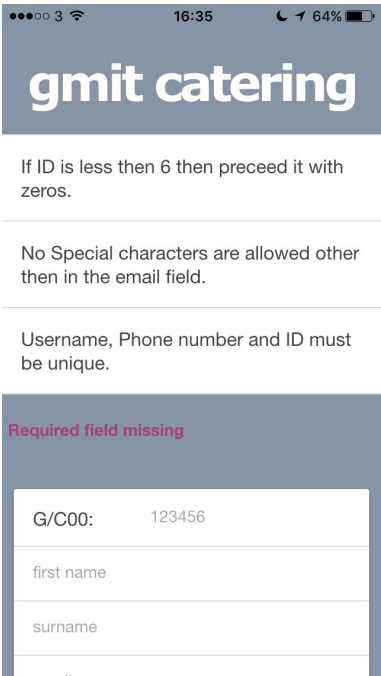 3 16:35 64%
gmit catering
If ID is less then 6 then preceed it with
zeros.
No Special characters are allowed other
then in the email field.
Username, Phone number and ID must
be unique.
Required field missing
G/C00: 123456
first name
surname